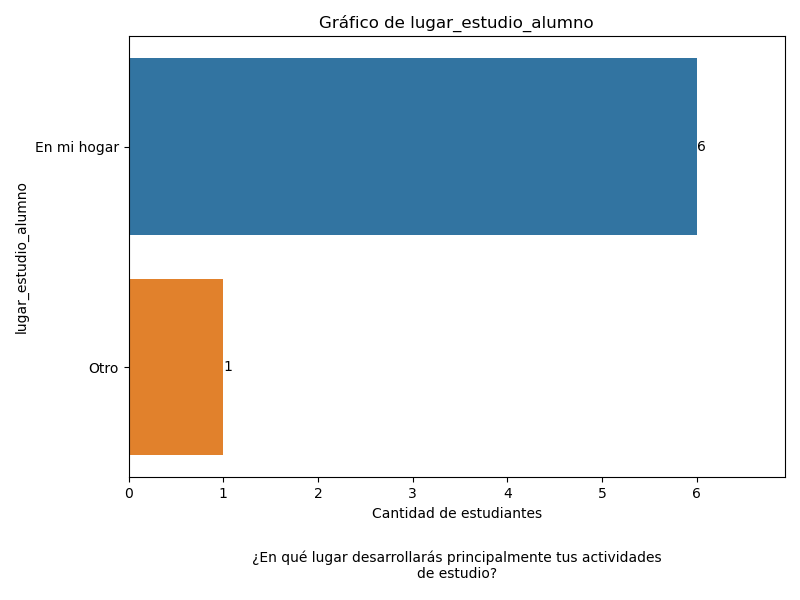 Gráfico de lugar_estudio_alumno
lugar_estudio_alumno
En mi hogar
6
Otro
1
0 1 2 3 4 5 6
Cantidad de estudiantes
¿En qué lugar desarrollarás principalmente tus actividades
de estudio?